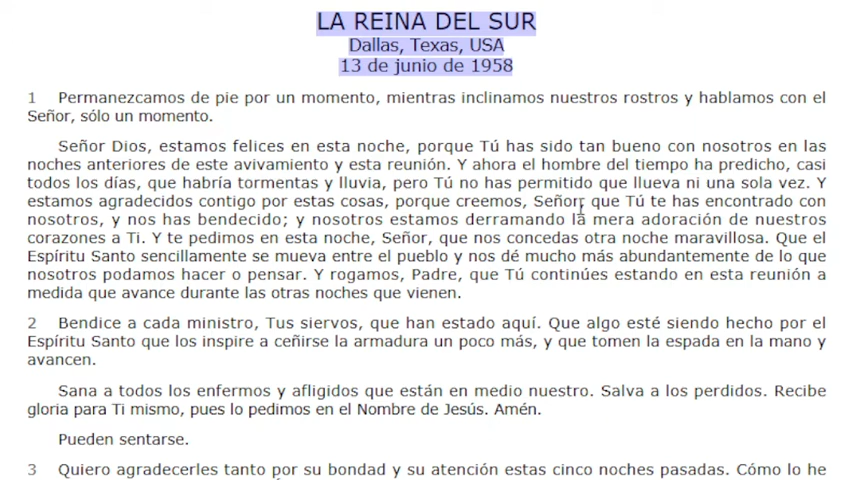 LA REINA DEL SUR
Dallas, Texas, USA
13 de junio de 1958
1 Permanezcamos de pie por un momento, mientras inclinamos nuestros rostros y hablamos con el
Señor, sólo un momento.
Señor Dios, estamos felices en esta noche, porque Tú has sido tan bueno con nosotros en las
noches anteriores de este avivamiento y esta reunión. Y ahora el hombre del tiempo ha predicho, casi
todos los días, que habría tormentas y lluvia, pero Tú no has permitido que llueva ni una sola vez. Y
estamos agradecidos contigo por estas cosas, porque creemos, Señor, que Tú te has encontrado con
nosotros, y nos has bendecido; y nosotros estamos derramando la mera adoración de nuestros
corazones a Ti. Y te pedimos en esta noche, Señor, que nos concedas otra noche maravillosa. Que el
Espíritu Santo sencillamente se mueva entre el pueblo y nos dé mucho más abundantemente de lo que
nosotros podamos hacer o pensar. Y rogamos, Padre, que Tú continúes estando en esta reunión a
medida que avance durante las otras noches que vienen.
2 Bendice a cada ministro, Tus siervos, que han estado aquí. Que algo esté siendo hecho por el
Espíritu Santo que los inspire a ceñirse la armadura un poco más, y que tomen la espada en la mano y
avancen.
Sana a todos los enfermos y afligidos que están en medio nuestro. Salva a los perdidos. Recibe
gloria para Ti mismo, pues lo pedimos en el Nombre de Jesús. Amén.
Pueden sentarse.
3 Quiero agradecerles tanto por su bondad y su atención estas cinco noches pasadas. Cómo lo he